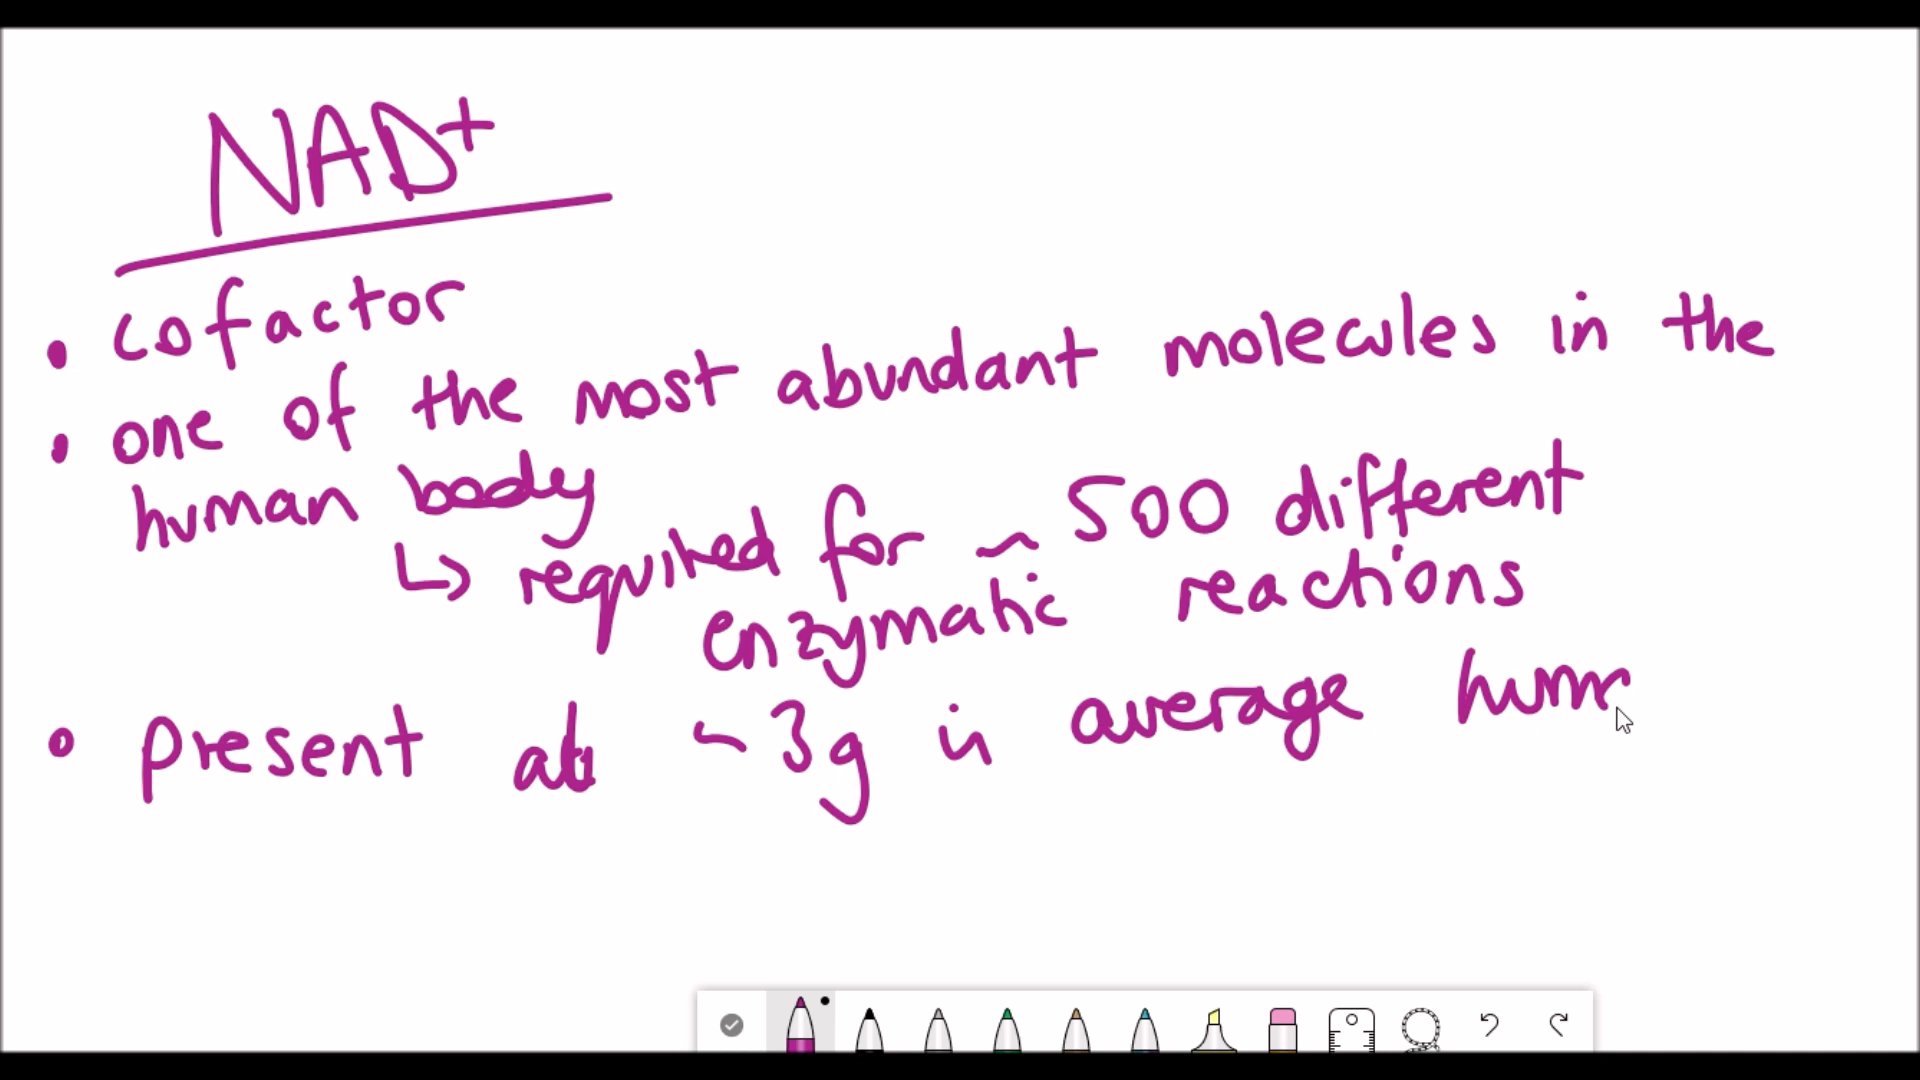 NAD+
• cofactor
• one of the most abundant molecules in the
human body
↳ required for ~ 500 different
enzymatic reactions
• Present at ~3g in average